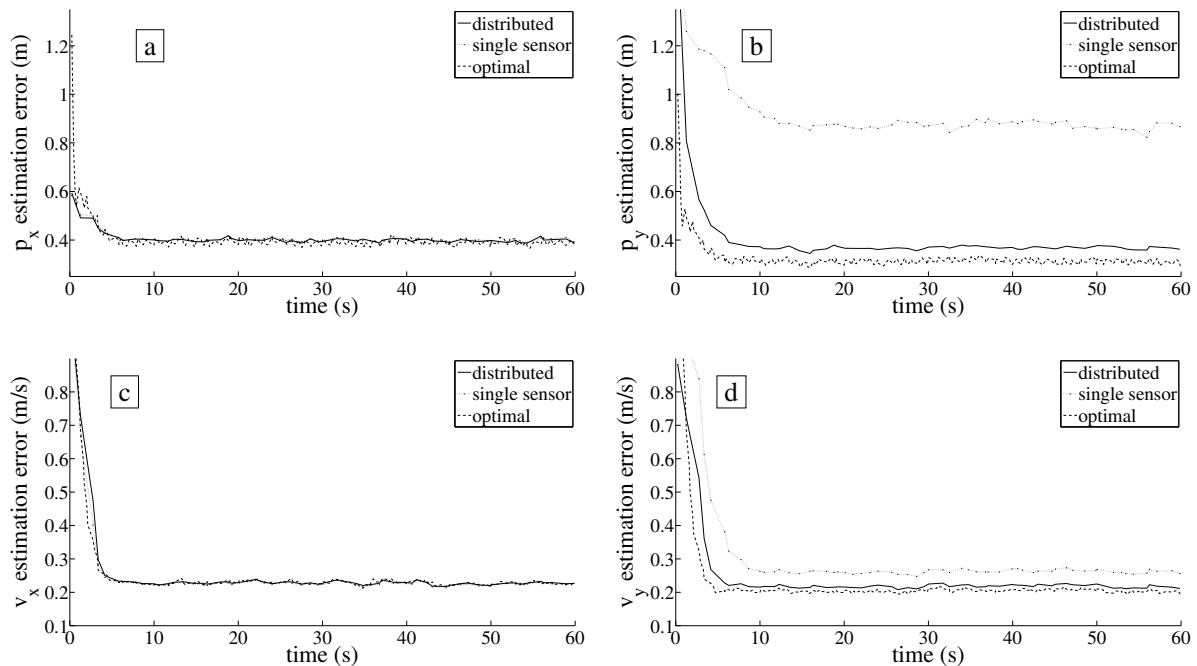 a
distributed
single sensor
optimal
1.2
1
0.8
0.6
0.4
p_x estimation error (m)
0 10 20 30 40 50 60
time (s)
b
distributed
single sensor
optimal
1.2
1
0.8
0.6
0.4
p_y estimation error (m)
0 10 20 30 40 50 60
time (s)
c
distributed
single sensor
optimal
0.8
0.7
0.6
0.5
0.4
0.3
0.2
0.1
v_x estimation error (m/s)
0 10 20 30 40 50 60
time (s)
d
distributed
single sensor
optimal
0.8
0.7
0.6
0.5
0.4
0.3
0.2
0.1
v_y estimation error (m/s)
0 10 20 30 40 50 60
time (s)